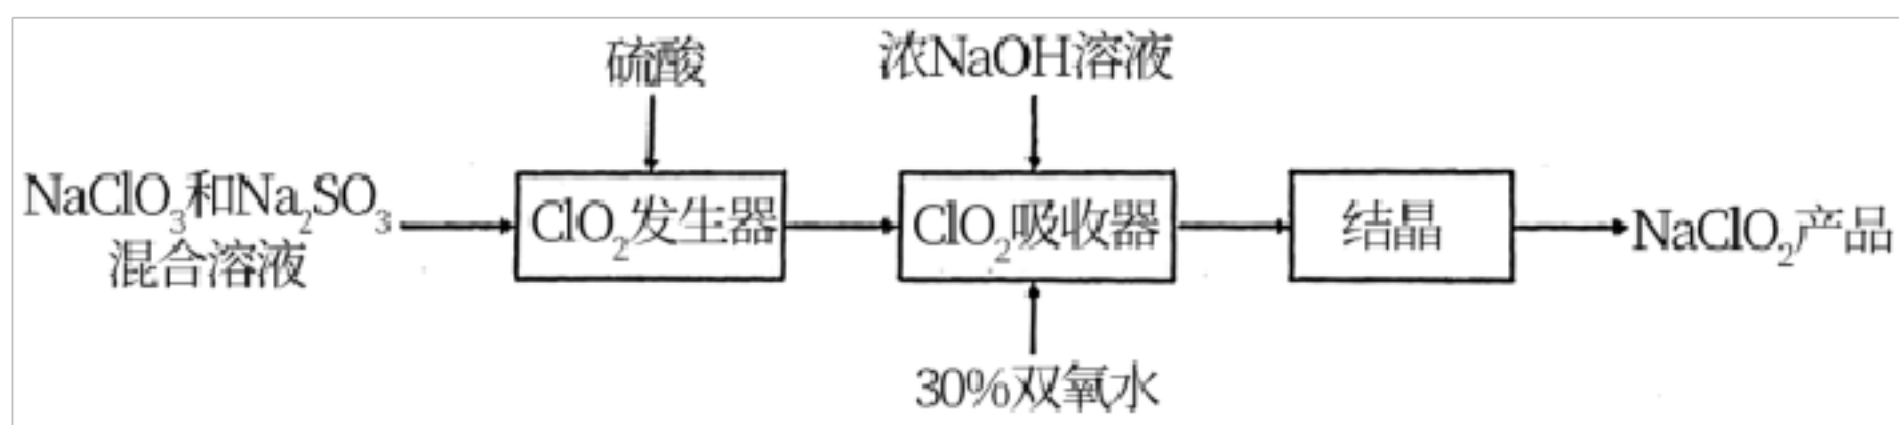 硫酸
浓NaOH溶液
NaClO₃和Na₂SO₃
混合溶液
ClO₂发生器
ClO₂吸收器
结晶
NaClO₂产品
30%双氧水